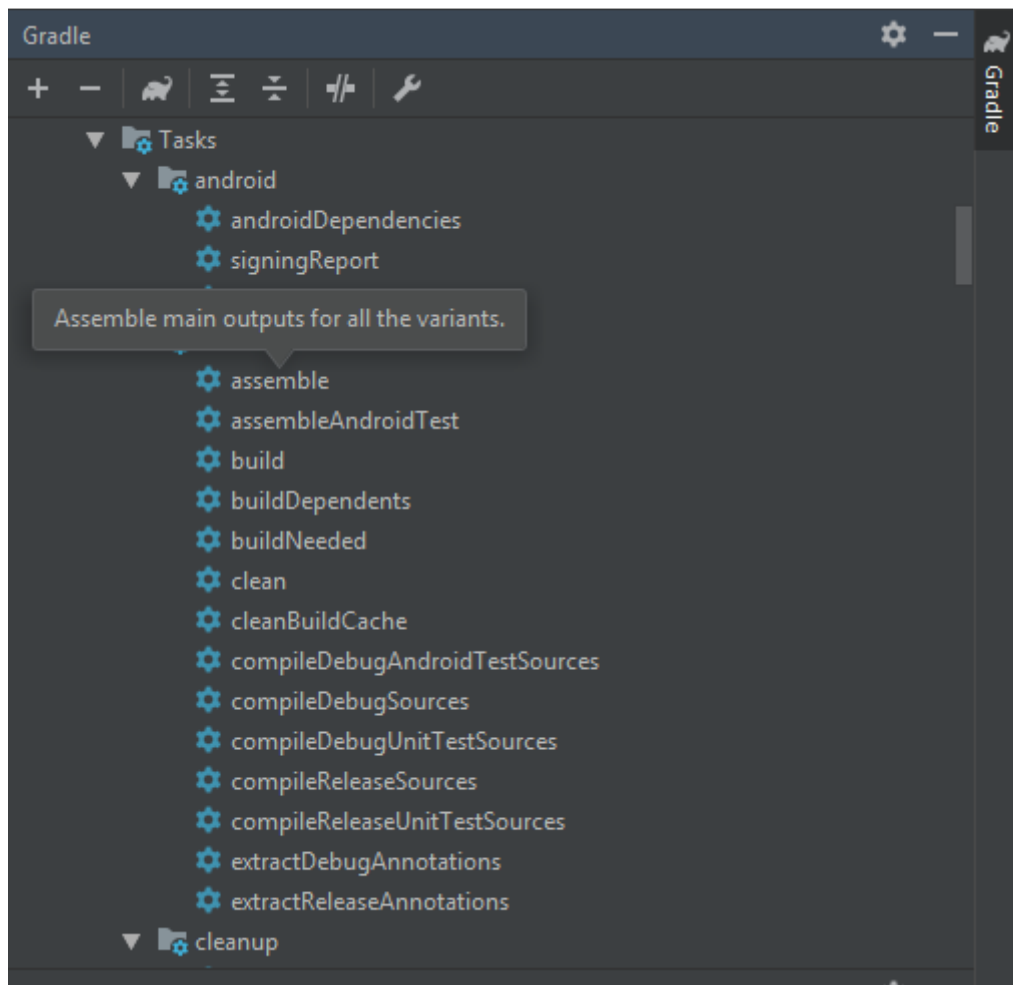 Gradle
Gradle
Tasks
android
androidDependencies
signingReport
Assemble main outputs for all the variants.
assemble
assembleAndroidTest
build
buildDependents
buildNeeded
clean
cleanBuildCache
compileDebugAndroidTestSources
compileDebugSources
compileDebugUnitTestSources
compileReleaseSources
compileReleaseUnitTestSources
extractDebugAnnotations
extractReleaseAnnotations
cleanup